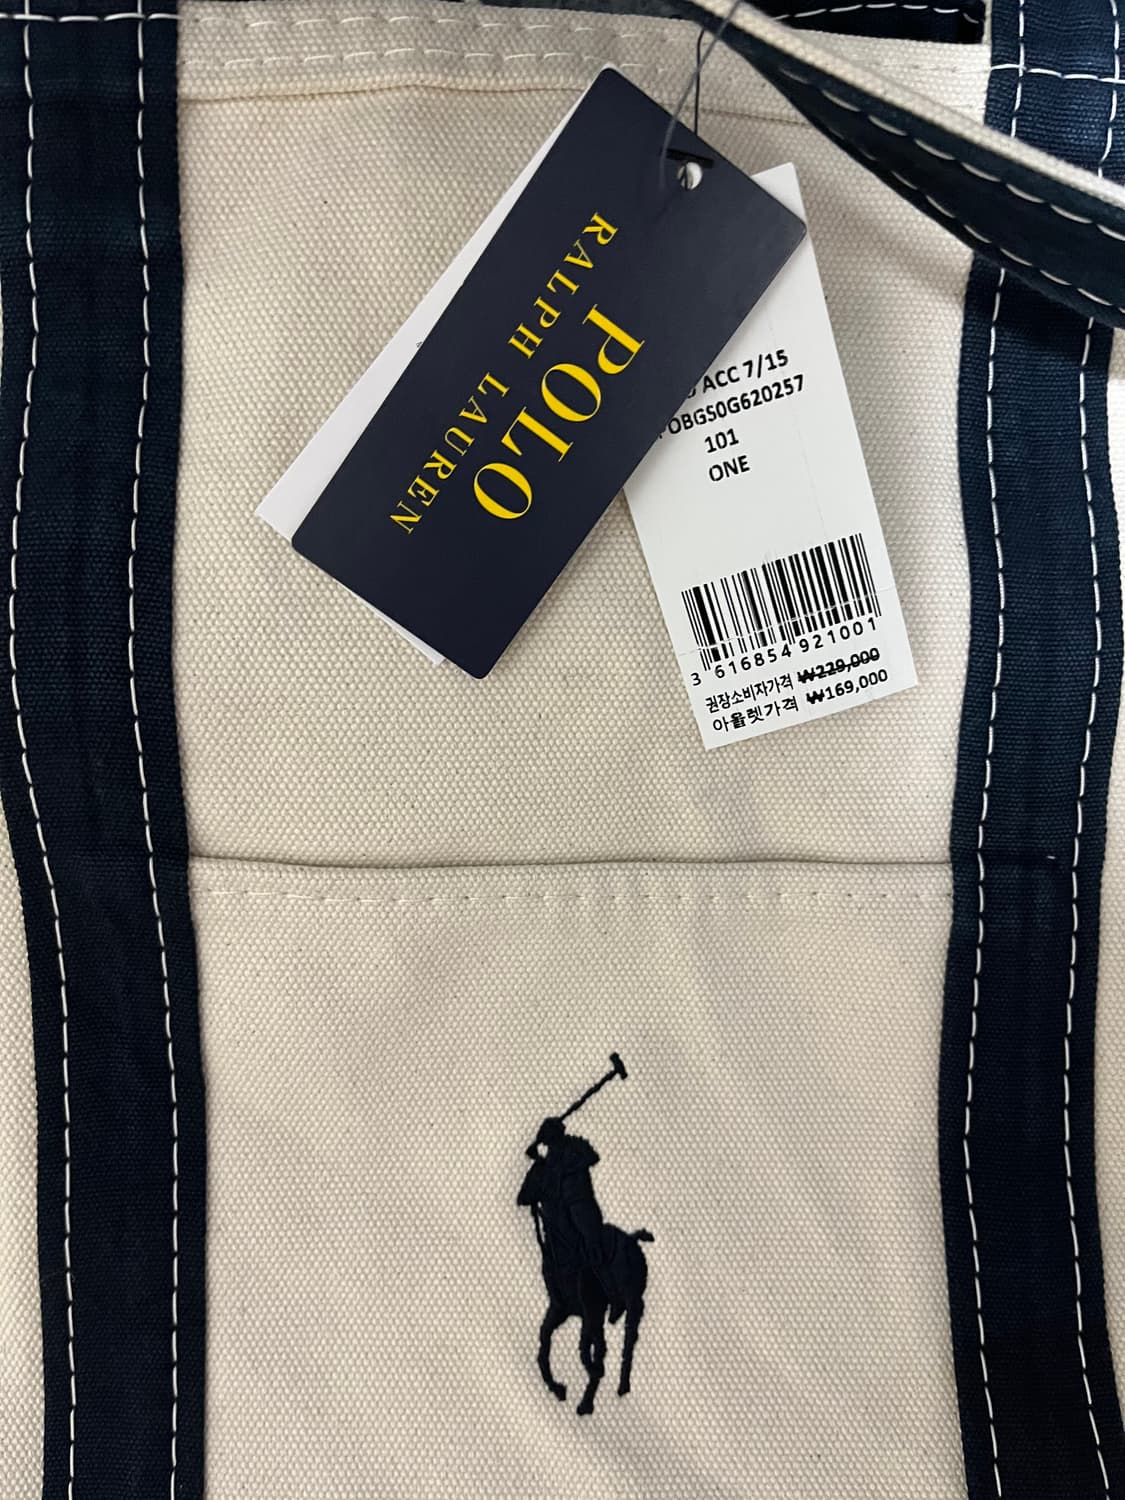 POLO
RALPH LAUREN
ACC 7/15
OBGS0G620257
101
ONE
3 616854 921001
권장소비자가격 ₩229,000
아울렛가격 ₩169,000